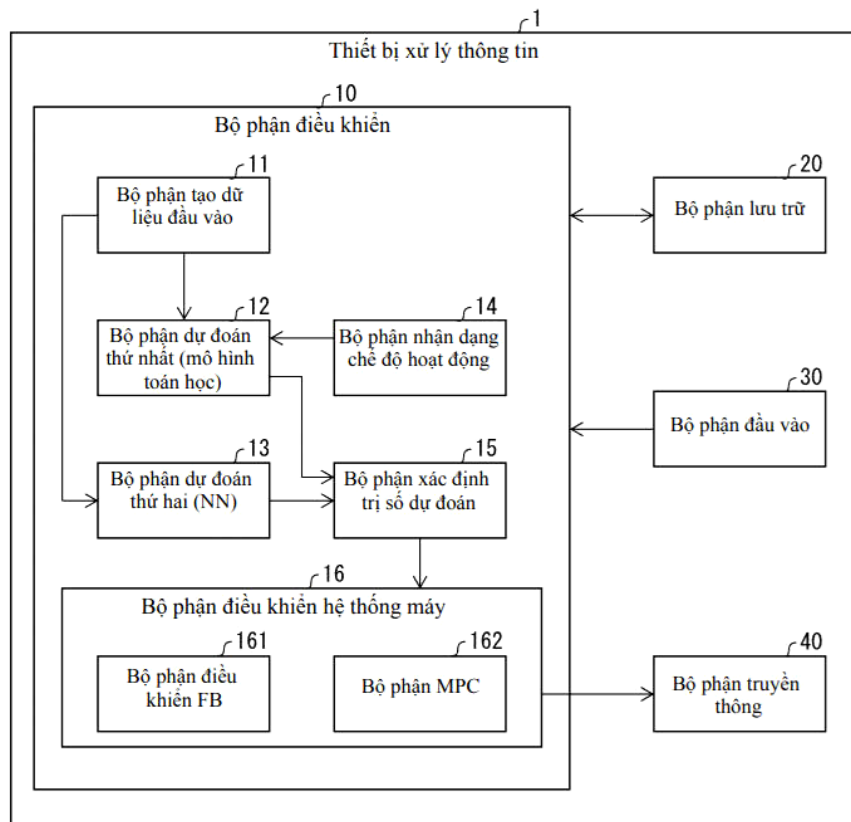 1
Thiết bị xử lý thông tin
10
Bộ phận điều khiển
11
Bộ phận tạo dữ
liệu đầu vào
20
Bộ phận lưu trữ
12
Bộ phận dự đoán
thứ nhất (mô hình
toán học)
14
Bộ phận nhận dạng
chế độ hoạt động
30
Bộ phận đầu vào
13
Bộ phận dự đoán
thứ hai (NN)
15
Bộ phận xác định
trị số dự đoán
16
Bộ phận điều khiển hệ thống máy
161
Bộ phận điều
khiển FB
162
Bộ phận MPC
40
Bộ phận truyền
thông